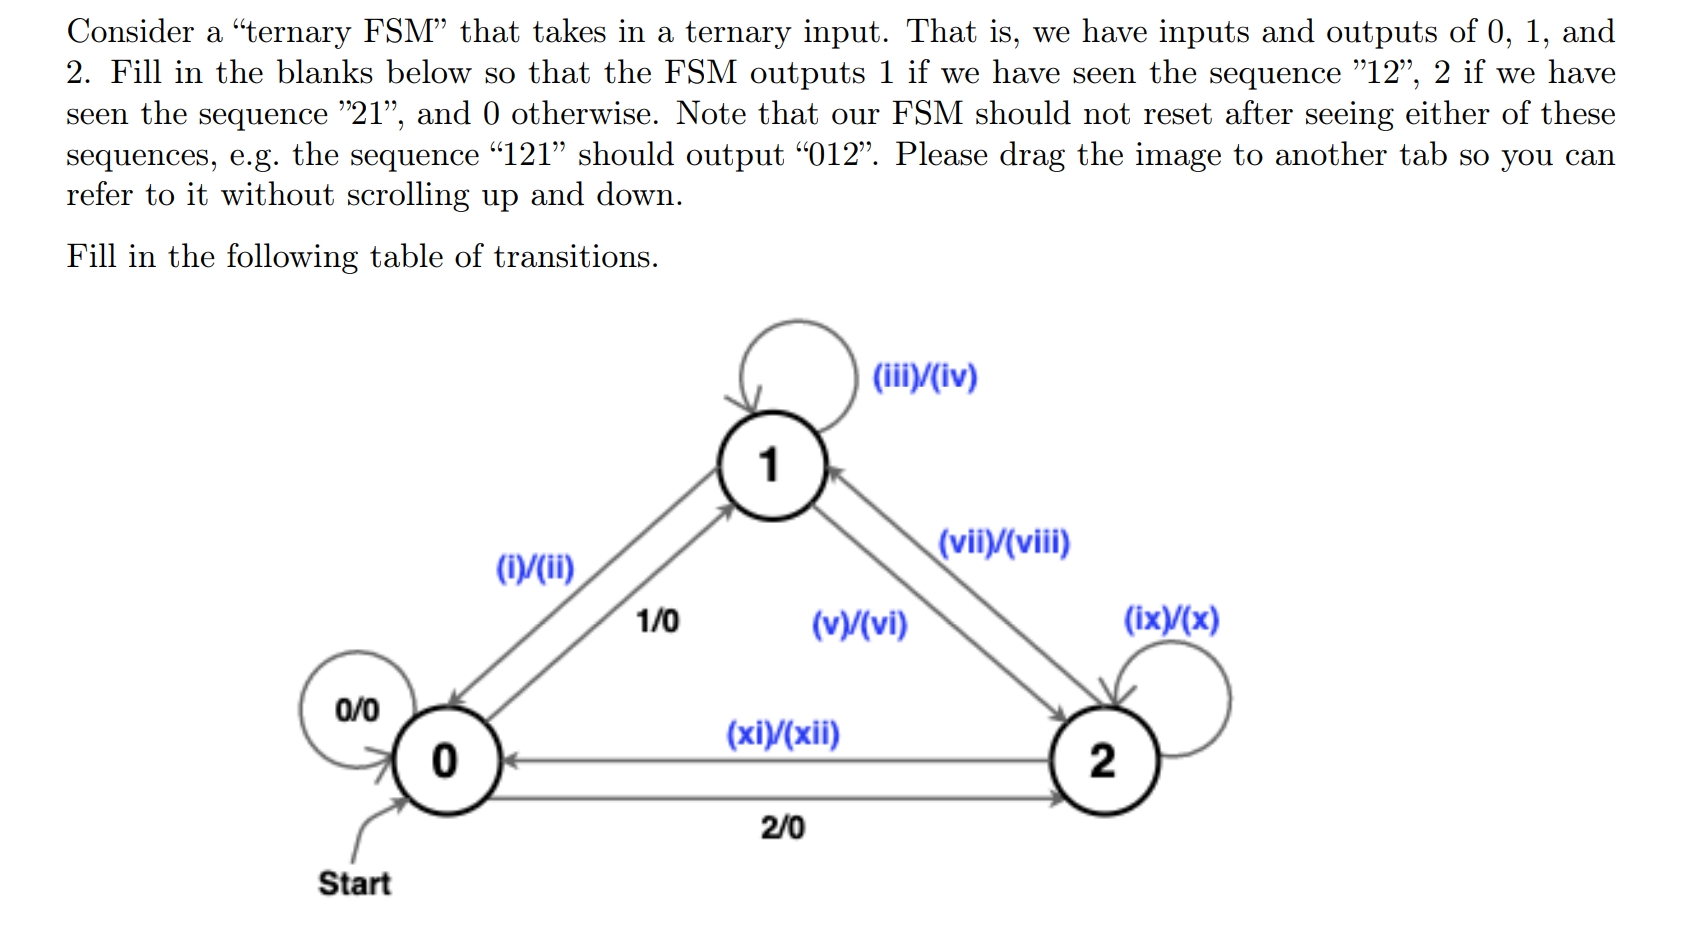 Consider a “ternary FSM” that takes in a ternary input. That is, we have inputs and outputs of 0, 1, and
2. Fill in the blanks below so that the FSM outputs 1 if we have seen the sequence ”12”, 2 if we have
seen the sequence ”21”, and 0 otherwise. Note that our FSM should not reset after seeing either of these
sequences, e.g. the sequence “121” should output “012”. Please drag the image to another tab so you can
refer to it without scrolling up and down.
Fill in the following table of transitions.
(iii)/(iv)
1
(vii)/(viii)
(i)/(ii)
1/0
(v)/(vi)
(ix)/(x)
0/0
(xi)/(xii)
0
2
2/0
Start